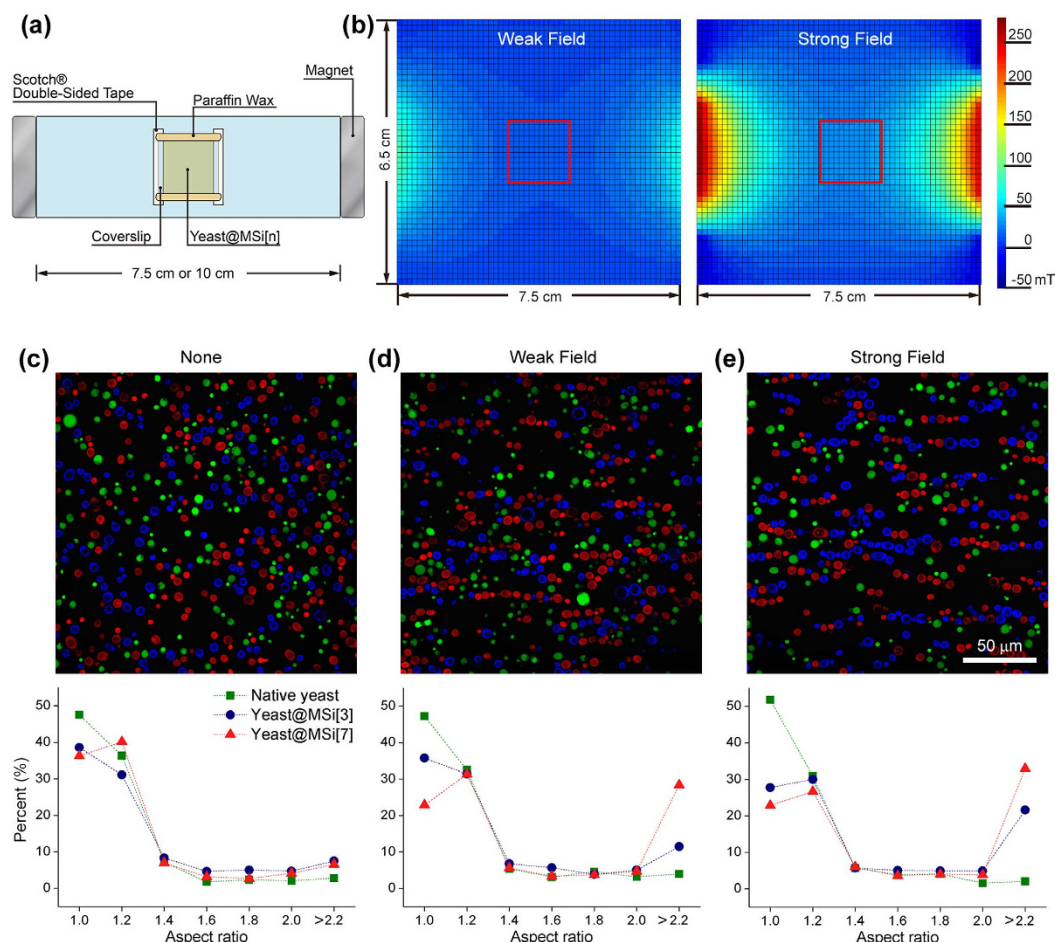 (a)
Scotch®
Double-Sided Tape
Paraffin Wax
Magnet
Coverslip
Yeast@MSi[n]
7.5 cm or 10 cm
(b)
Weak Field
Strong Field
6.5 cm
7.5 cm
7.5 cm
250
200
150
100
50
0
-50 mT
(c)
None
(d)
Weak Field
(e)
Strong Field
50 μm
Percent (%)
50
40
30
20
10
0
Native yeast
Yeast@MSi[3]
Yeast@MSi[7]
1.0 1.2 1.4 1.6 1.8 2.0 >2.2
Aspect ratio
50
40
30
20
10
0
1.0 1.2 1.4 1.6 1.8 2.0 >2.2
Aspect ratio
50
40
30
20
10
0
1.0 1.2 1.4 1.6 1.8 2.0 >2.2
Aspect ratio